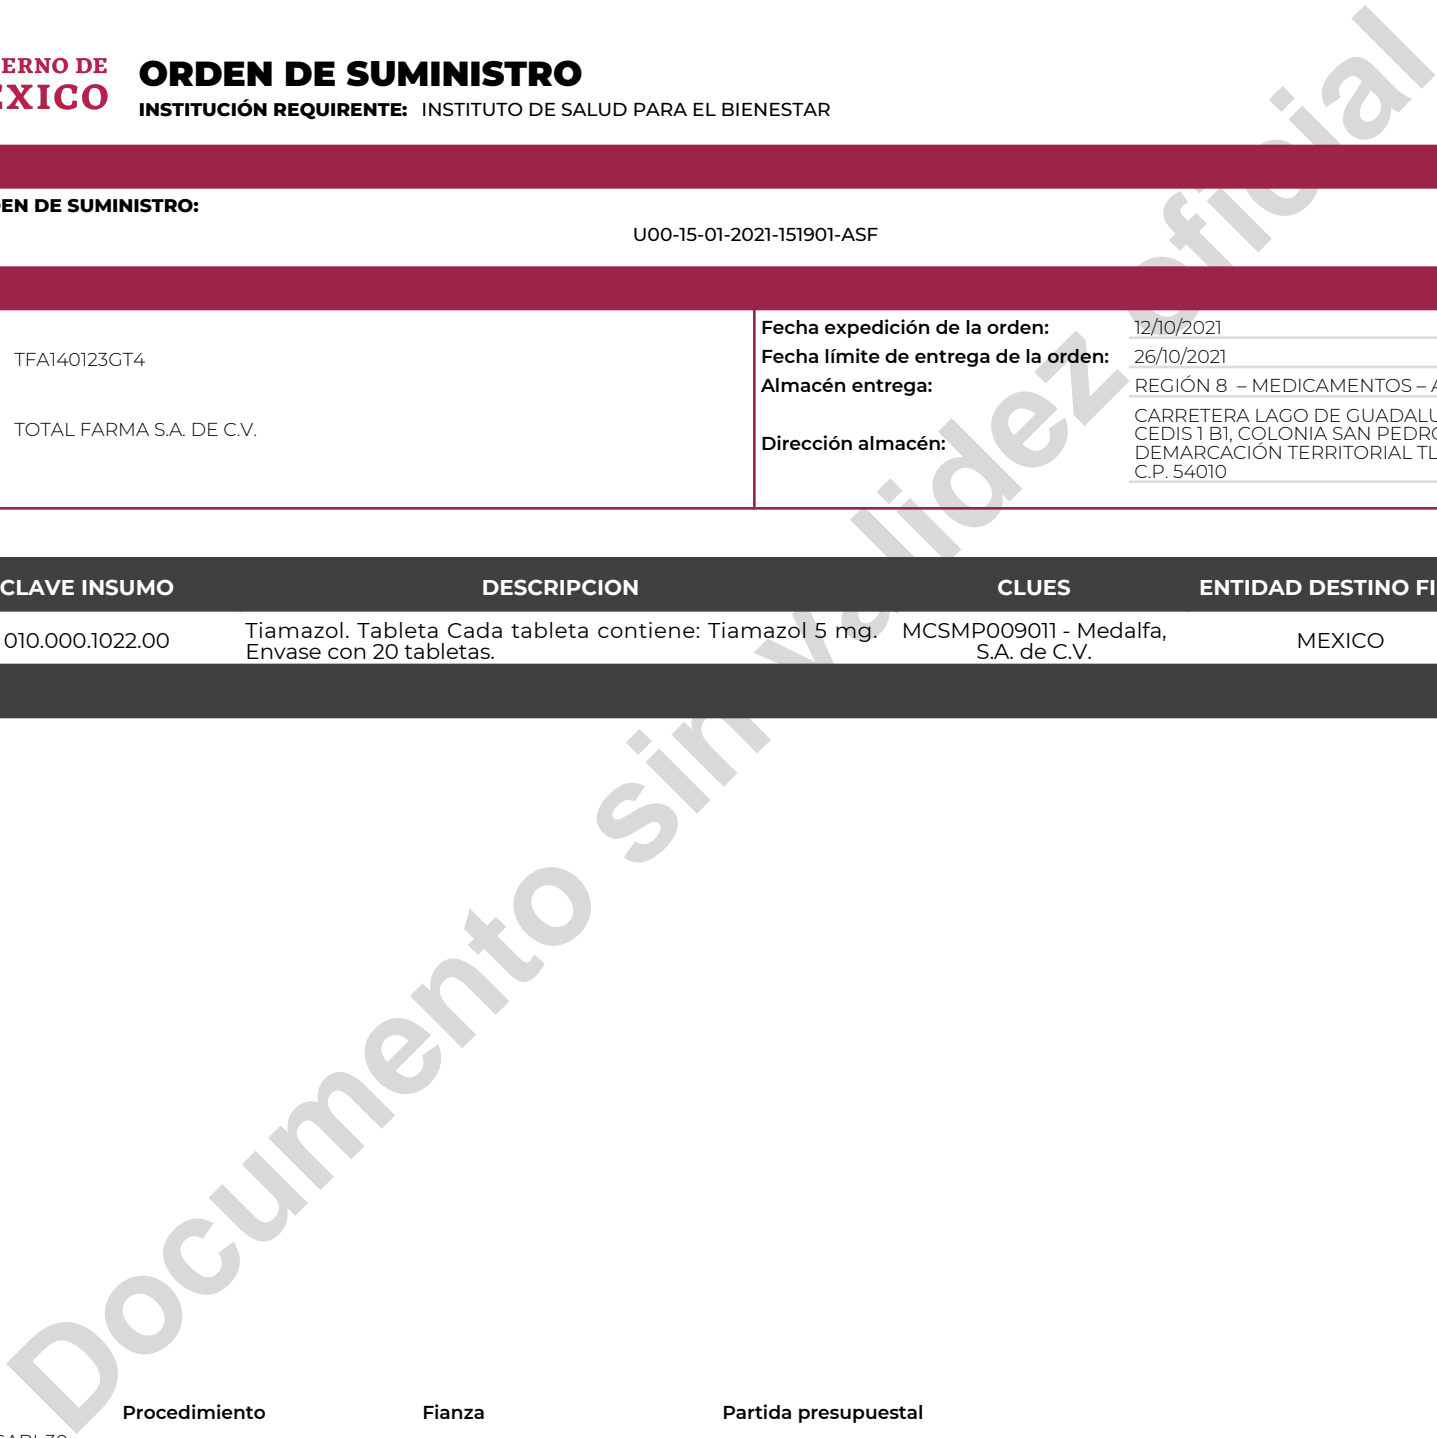 ERNO DE
EXICO
ORDEN DE SUMINISTRO
INSTITUCIÓN REQUIRENTE: INSTITUTO DE SALUD PARA EL BIENESTAR
EN DE SUMINISTRO:
U00-15-01-2021-151901-ASF
TFA140123GT4
TOTAL FARMA S.A. DE C.V.
Fecha expedición de la orden: 12/10/2021
Fecha límite de entrega de la orden: 26/10/2021
Almacén entrega: REGIÓN 8 – MEDICAMENTOS – A
Dirección almacén:
CARRETERA LAGO DE GUADALU
CEDIS 1 B1, COLONIA SAN PEDRO
DEMARCACIÓN TERRITORIAL TL
C.P. 54010
CLAVE INSUMO DESCRIPCION CLUES ENTIDAD DESTINO FI
010.000.1022.00
Tiamazol. Tableta Cada tableta contiene: Tiamazol 5 mg.
Envase con 20 tabletas.
MCSMP009011 - Medalfa,
S.A. de C.V.
MEXICO
Documento sin validez oficial
Procedimiento Fianza Partida presupuestal